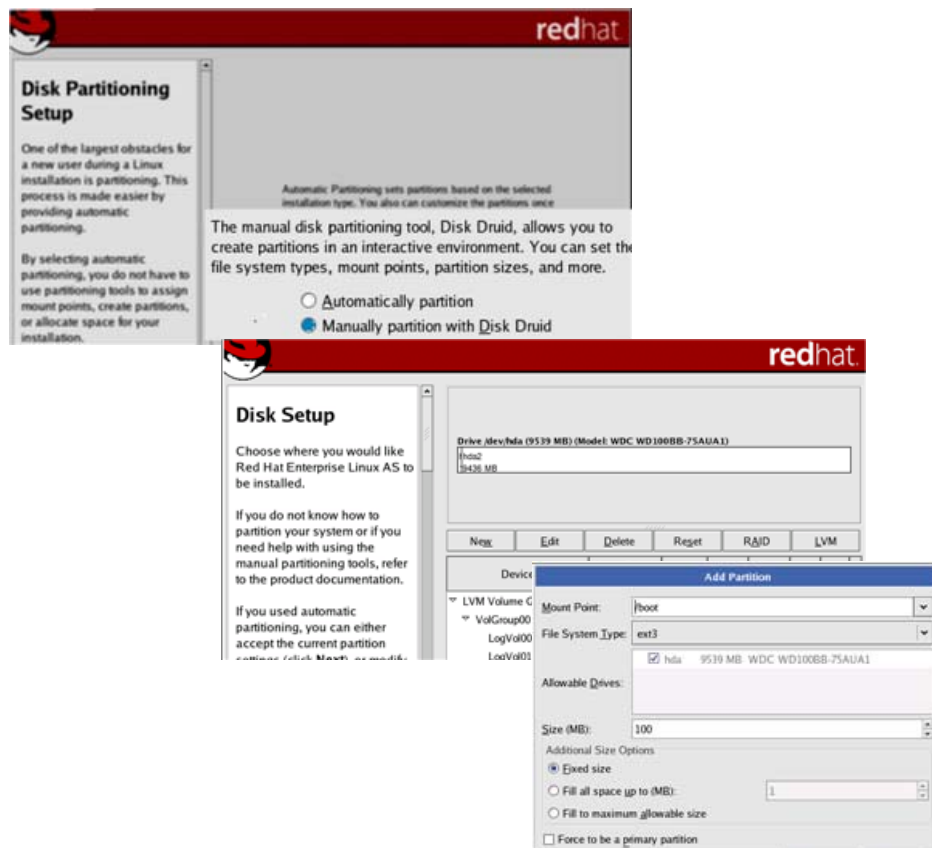 redhat.
Disk Partitioning
Setup
One of the largest obstacles for
a new user during a Linux
installation is partitioning. This
process is made easier by
providing automatic
partitioning.
By selecting automatic
partitioning, you do not have to
use partitioning tools to assign
mount points, create partitions,
or allocate space for your
installation.
Automatic Partitioning sets partitions based on the selected
installation type. You also can customize the partitions once
The manual disk partitioning tool, Disk Druid, allows you to
create partitions in an interactive environment. You can set the
file system types, mount points, partition sizes, and more.
Automatically partition
Manually partition with Disk Druid
redhat.
Disk Setup
Choose where you would like
Red Hat Enterprise Linux AS to
be installed.
If you do not know how to
partition your system or if you
need help with using the
manual partitioning tools, refer
to the product documentation.
If you used automatic
partitioning, you can either
accept the current partition
settings (click Next), or modify
Drive /dev/hda (9539 MB) (Model: WDC WD100BB-75AUA1)
hda2
9436 MB
New Edit Delete Reset RAID LVM
Device
LVM Volume G
VolGroup00
LogVol00
LogVol01
Add Partition
Mount Point: /boot
File System Type: ext3
Allowable Drives: hda 9539 MB WDC WD100BB-75AUA1
Size (MB): 100
Additional Size Options
Fixed size
Fill all space up to (MB): 1
Fill to maximum allowable size
Force to be a primary partition